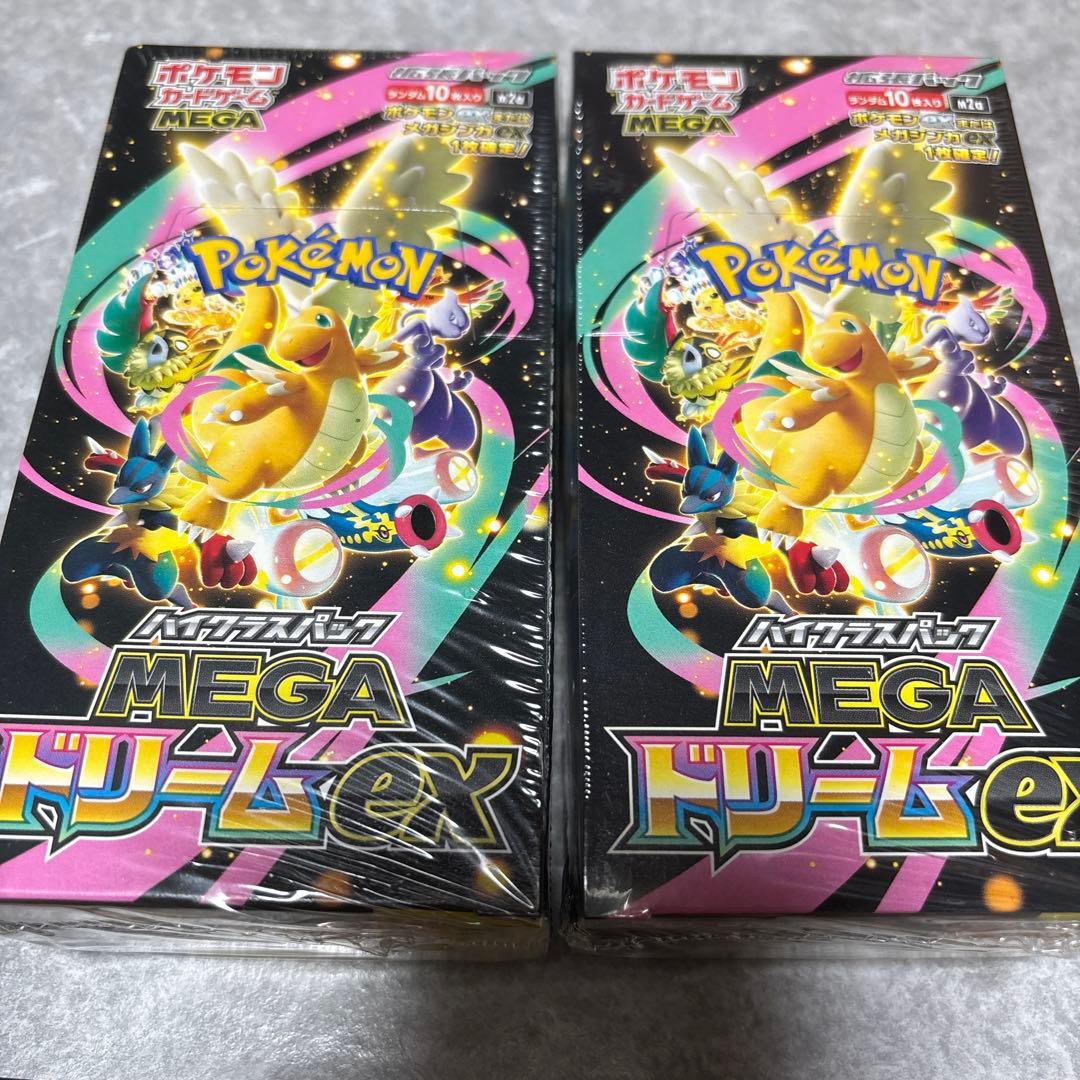 ポケモン
カードゲーム
MEGA
拡張パック
ランダム10枚入り
M2a
ポケモンexまたは
メガシンカex
1枚確定!
POKéMON
TM
ハイクラスパック
MEGA
ドリームex
ポケモン
カードゲーム
MEGA
拡張パック
ランダム10枚入り
M2a
ポケモンexまたは
メガシンカex
1枚確定!
POKéMON
ハイクラスパック
MEGA
ドリームex